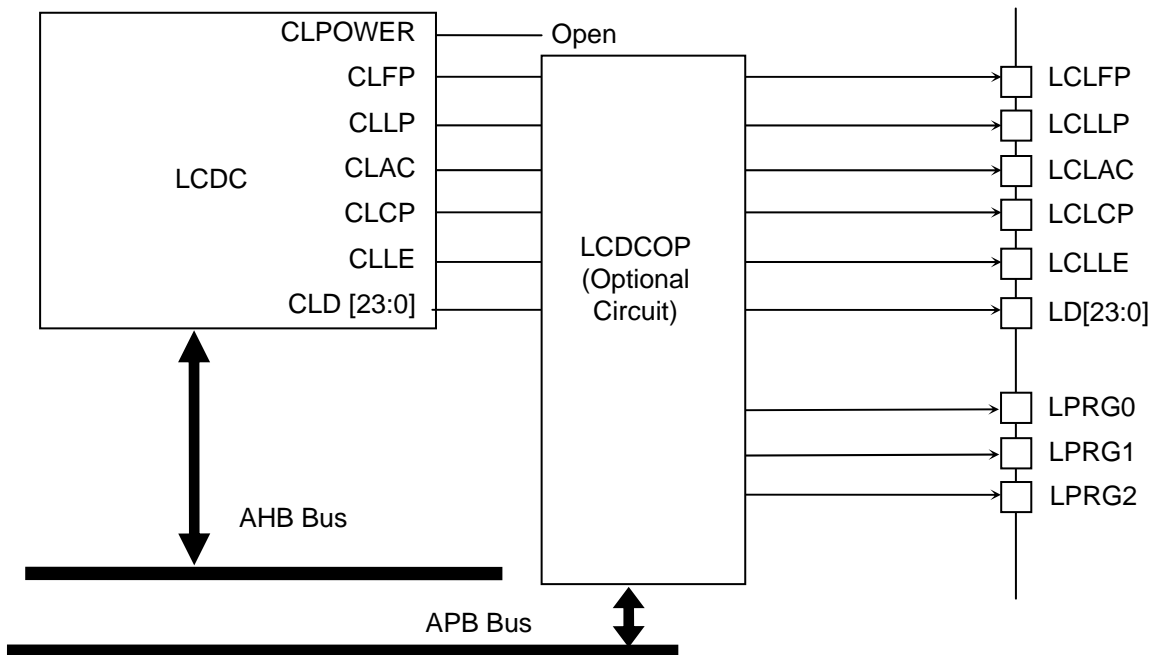 CLPOWER
Open
CLFP
LCLFP
CLLP
LCLLP
LCDC
CLAC
LCLAC
CLCP
LCLCP
LCDCOP
(Optional
Circuit)
CLLE
LCLLE
CLD [23:0]
LD[23:0]
LPRG0
LPRG1
LPRG2
AHB Bus
APB Bus